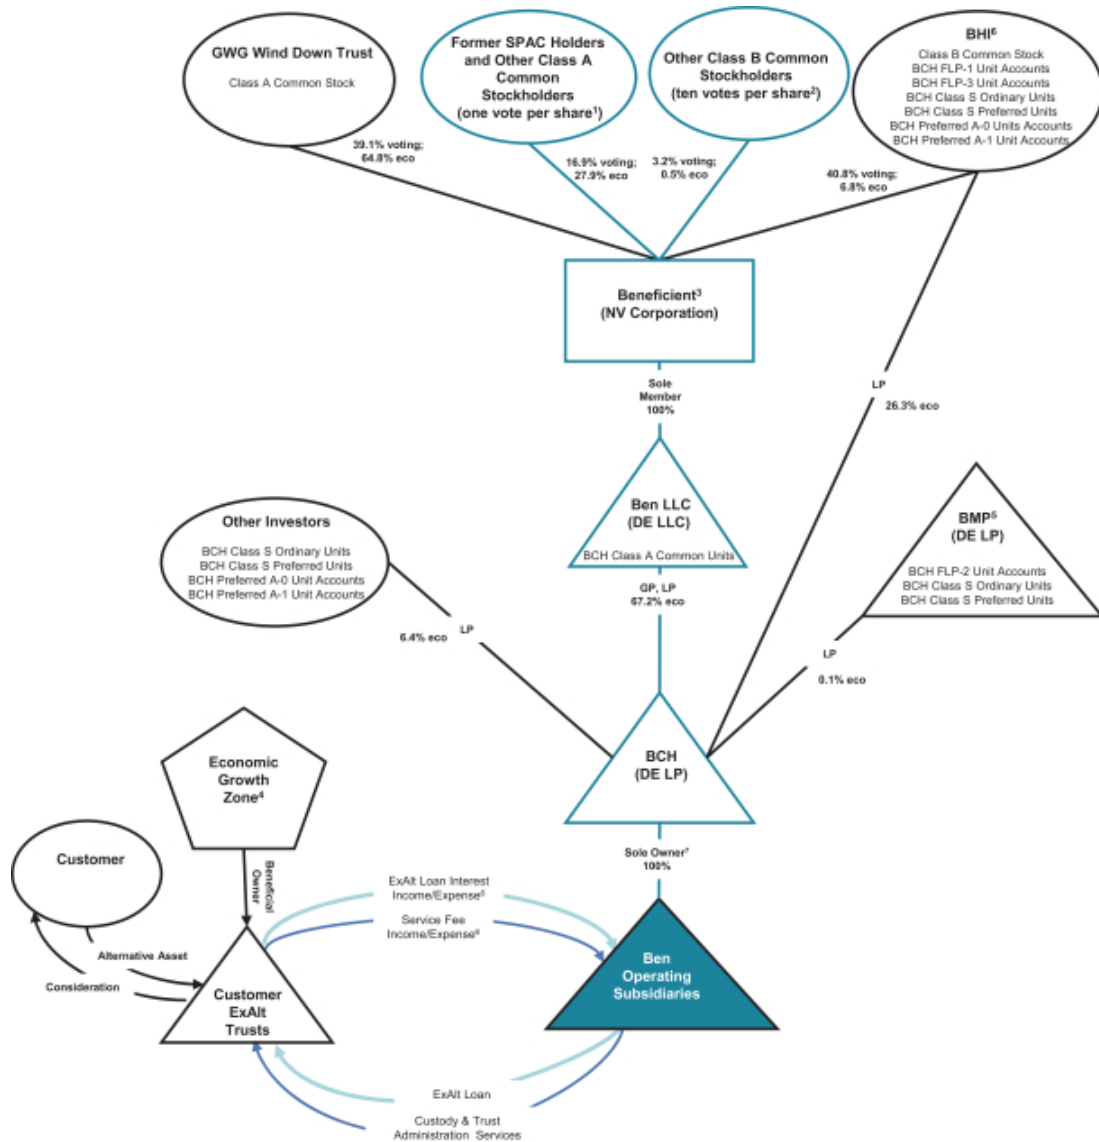 GWG Wind Down Trust
Class A Common Stock
Former SPAC Holders
and Other Class A
Common
Stockholders
(one vote per share¹)
Other Class B Common
Stockholders
(ten votes per share²)
BHI⁶
Class B Common Stock
BCH FLP-1 Unit Accounts
BCH FLP-3 Unit Accounts
BCH Class S Ordinary Units
BCH Class S Preferred Units
BCH Preferred A-0 Units Accounts
BCH Preferred A-1 Unit Accounts
39.1% voting;
64.8% eco
16.9% voting;
27.9% eco
3.2% voting;
0.5% eco
40.8% voting;
6.8% eco
Beneficient³
(NV Corporation)
Sole
Member
100%
LP
26.3% eco
Ben LLC
(DE LLC)
BCH Class A Common Units
GP, LP
67.2% eco
Other Investors
BCH Class S Ordinary Units
BCH Class S Preferred Units
BCH Preferred A-0 Unit Accounts
BCH Preferred A-1 Unit Accounts
LP
6.4% eco
BMP⁵
(DE LP)
BCH FLP-2 Unit Accounts
BCH Class S Ordinary Units
BCH Class S Preferred Units
LP
0.1% eco
BCH
(DE LP)
Sole Owner⁷
100%
Economic
Growth
Zone⁴
Beneficial
Owner
Customer
Alternative Asset
Consideration
Customer
ExAlt
Trusts
ExAlt Loan Interest
Income/Expense⁸
Service Fee
Income/Expense⁸
Ben
Operating
Subsidiaries
ExAlt Loan
Custody & Trust
Administration Services